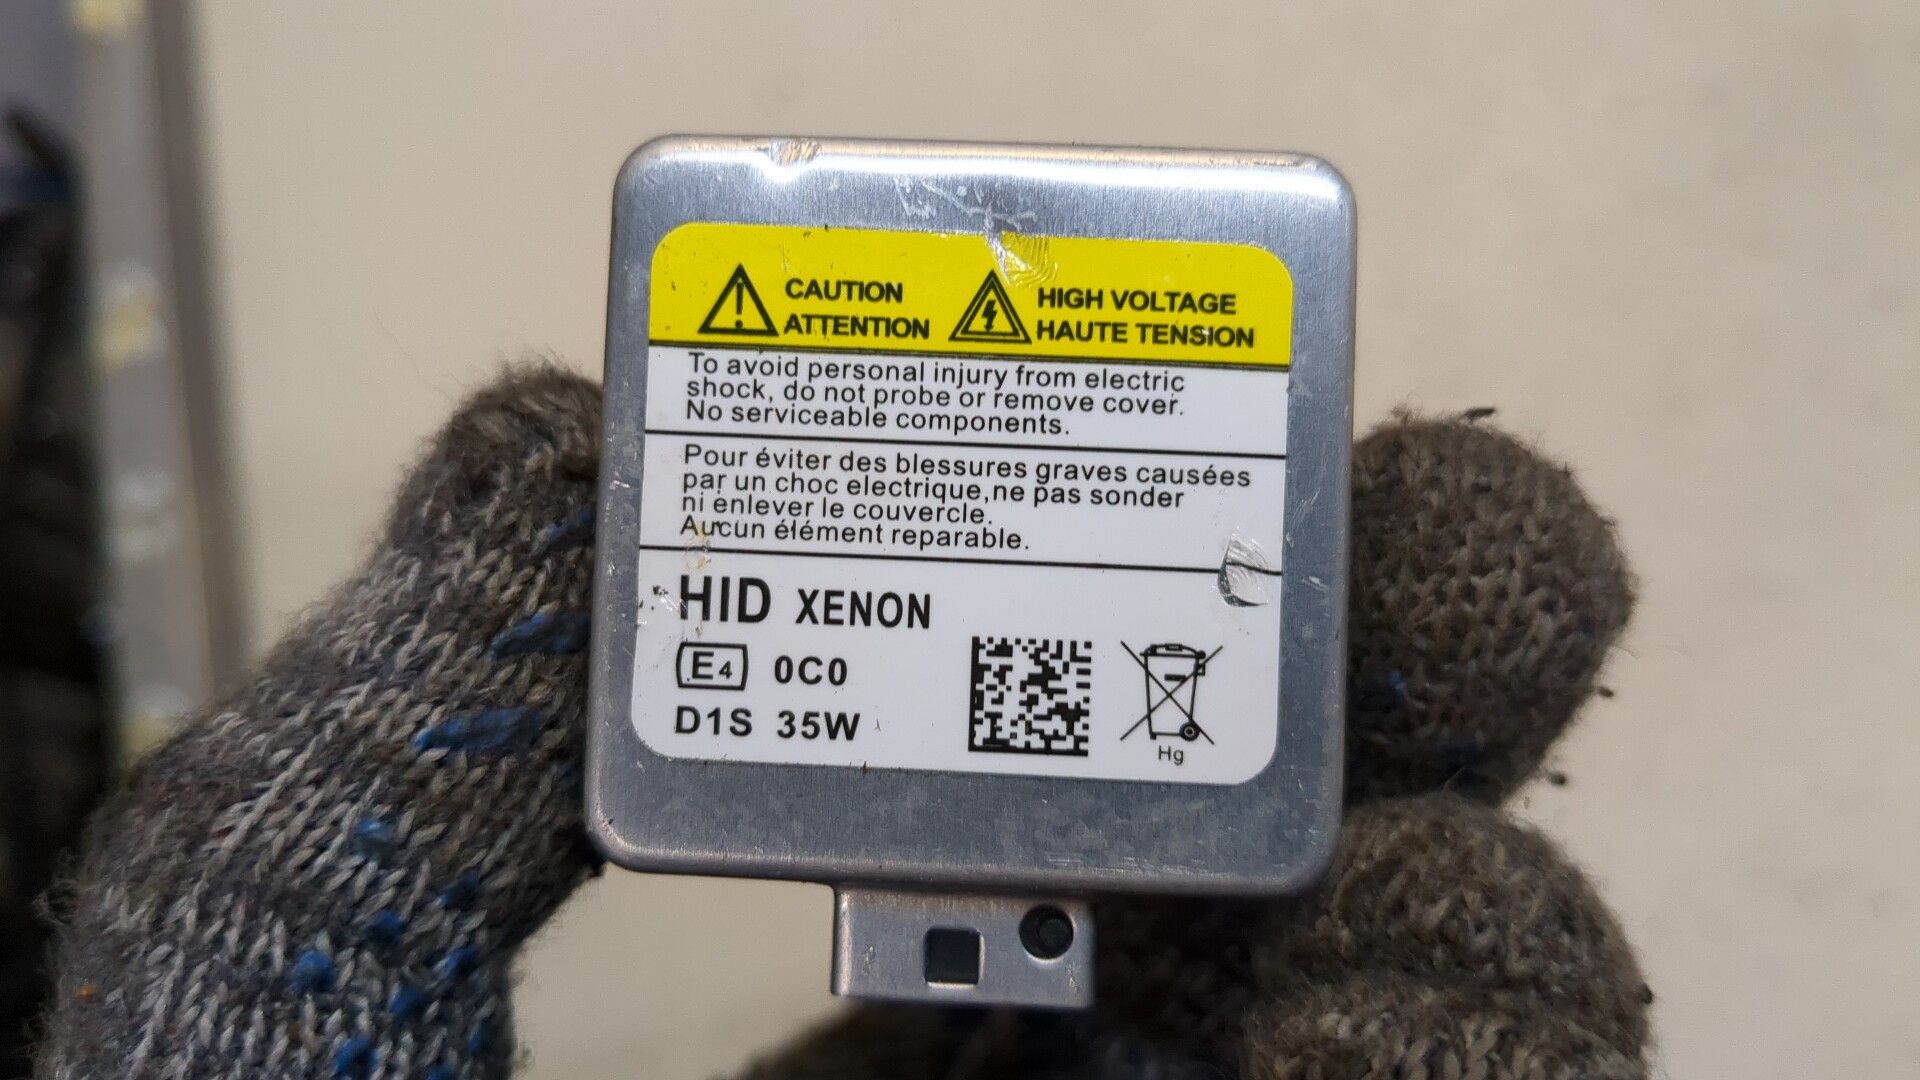 CAUTION
ATTENTION
HIGH VOLTAGE
HAUTE TENSION
To avoid personal injury from electric
shock, do not probe or remove cover.
No serviceable components.
Pour éviter des blessures graves causées
par un choc electrique,ne pas sonder
ni enlever le couvercle.
Aucun élément reparable.
HID XENON
E4 0C0
D1S 35W
Hg